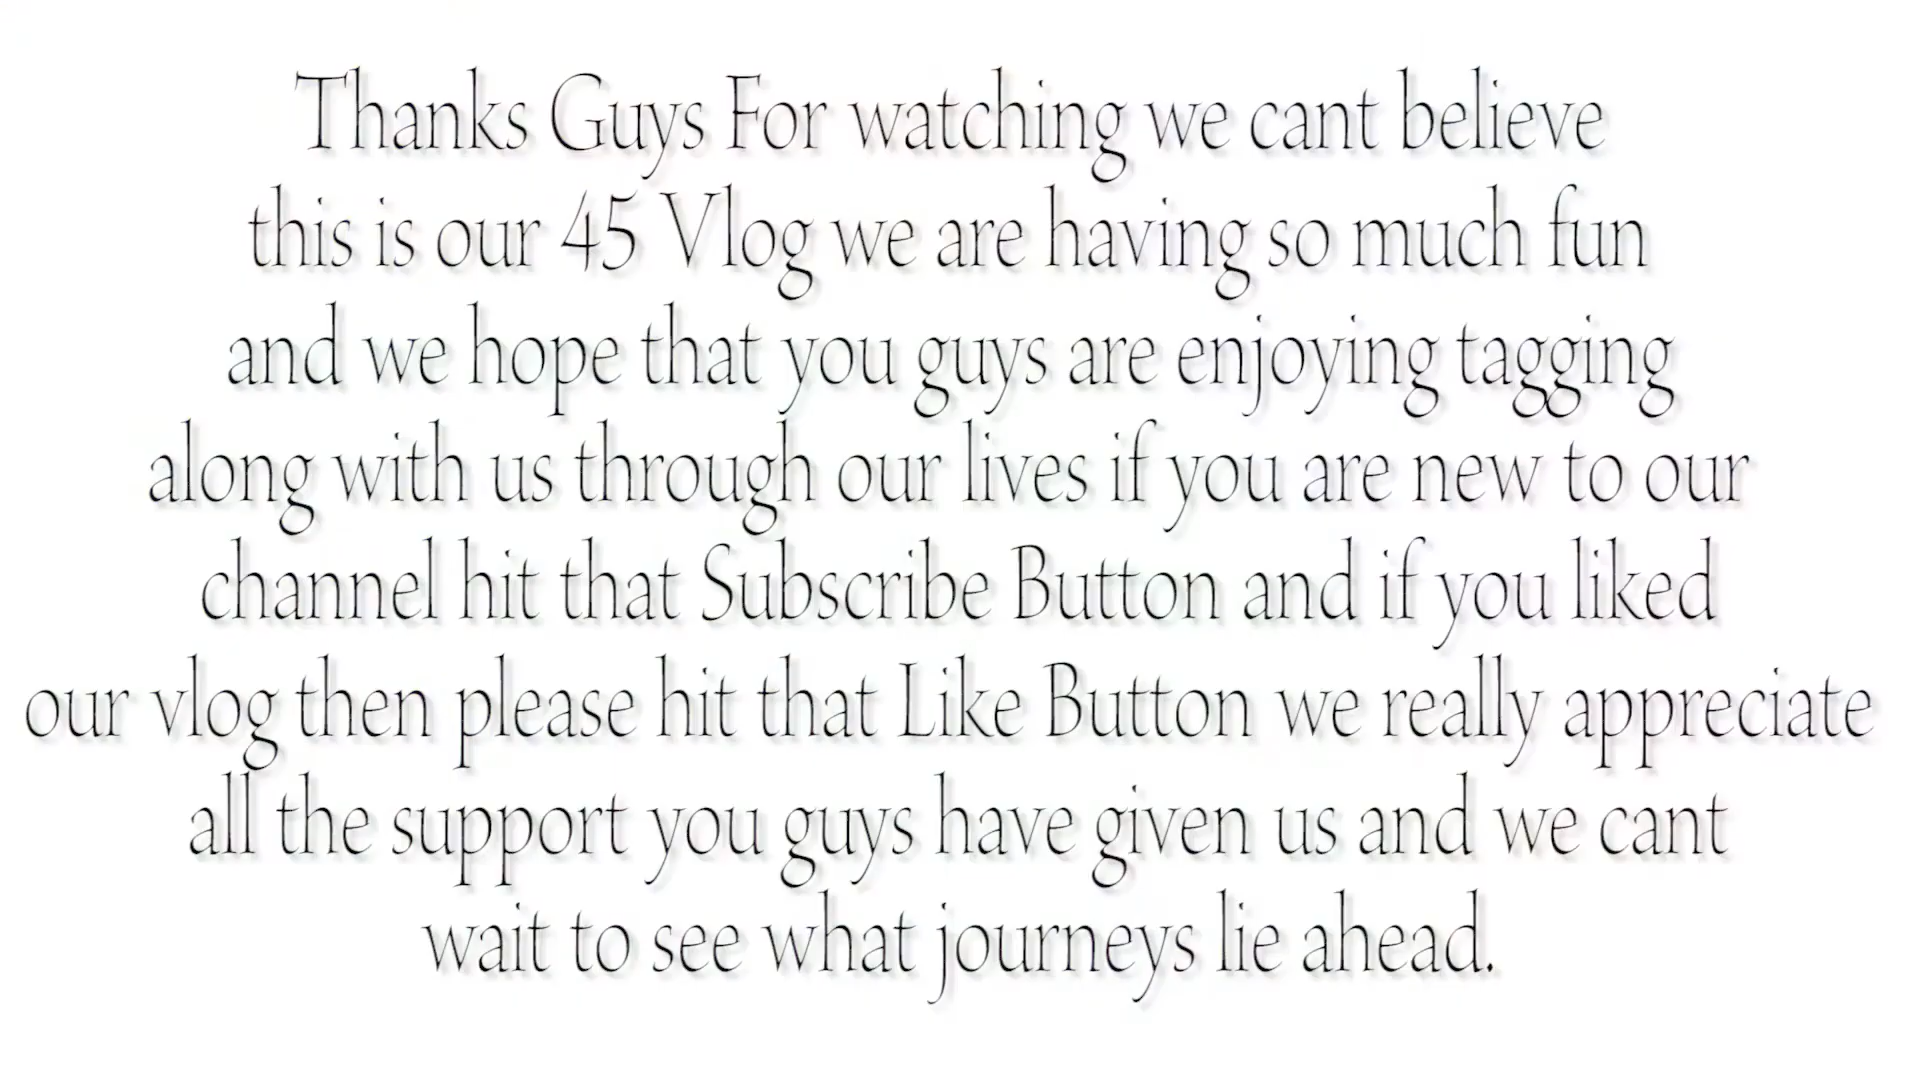 Thanks Guys For watching we cant believe
this is our 45 Vlog we are having so much fun
and we hope that you guys are enjoying tagging
along with us through our lives if you are new to our
channel hit that Subscribe Button and if you liked
our vlog then please hit that Like Button we really appreciate
all the support you guys have given us and we cant
wait to see what journeys lie ahead.